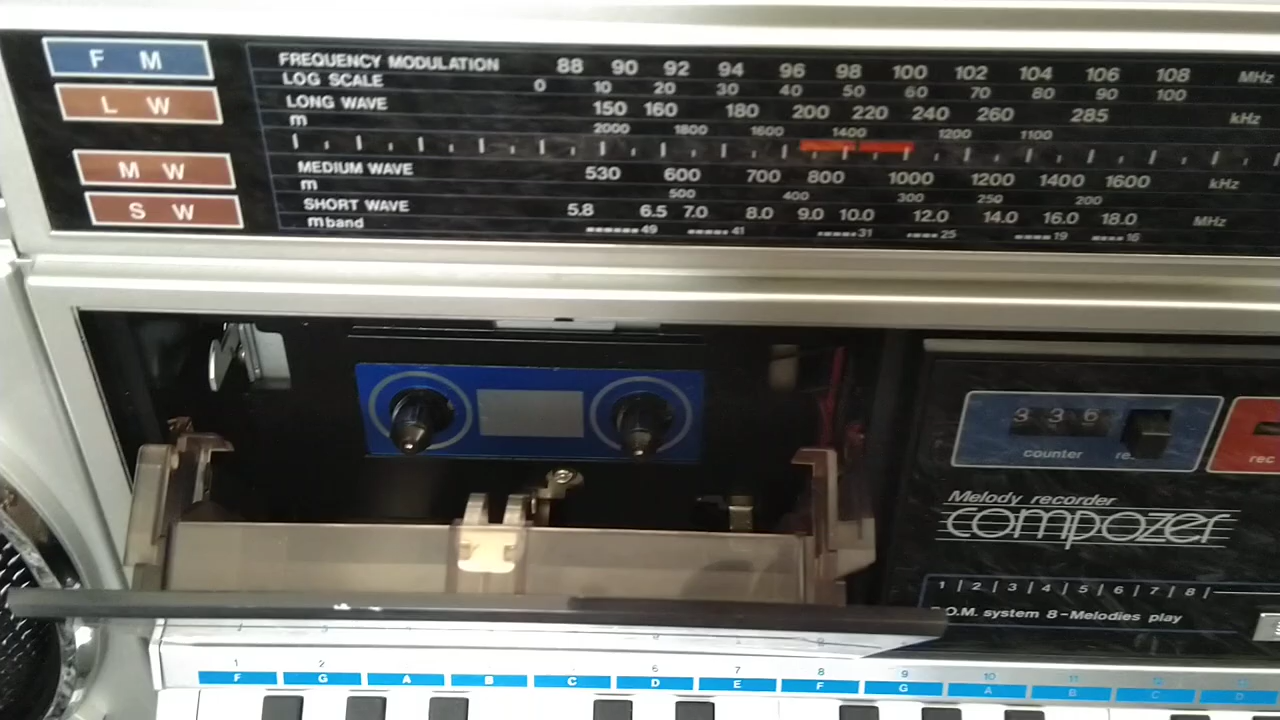 F M
FREQUENCY MODULATION 88 90 92 94 96 98 100 102 104 106 108 MHz
LOG SCALE 0 10 20 30 40 50 60 70 80 90 100
L W
LONG WAVE 150 160 180 200 220 240 260 285 kHz
m 2000 1800 1600 1400 1200 1100
M W
MEDIUM WAVE 530 600 700 800 1000 1200 1400 1600 kHz
m 500 400 300 250 200
S W
SHORT WAVE 5.8 6.5 7.0 8.0 9.0 10.0 12.0 14.0 16.0 18.0 MHz
mband 49 41 31 25 19 16
3 3 6
counter
rec
Melody recorder
compozer
1 | 2 | 3 | 4 | 5 | 6 | 7 | 8 |
.O.M. system 8-Melodies play
1 2 6 7 8 9 10 11 12 13
F G A B C D E F G A B C D